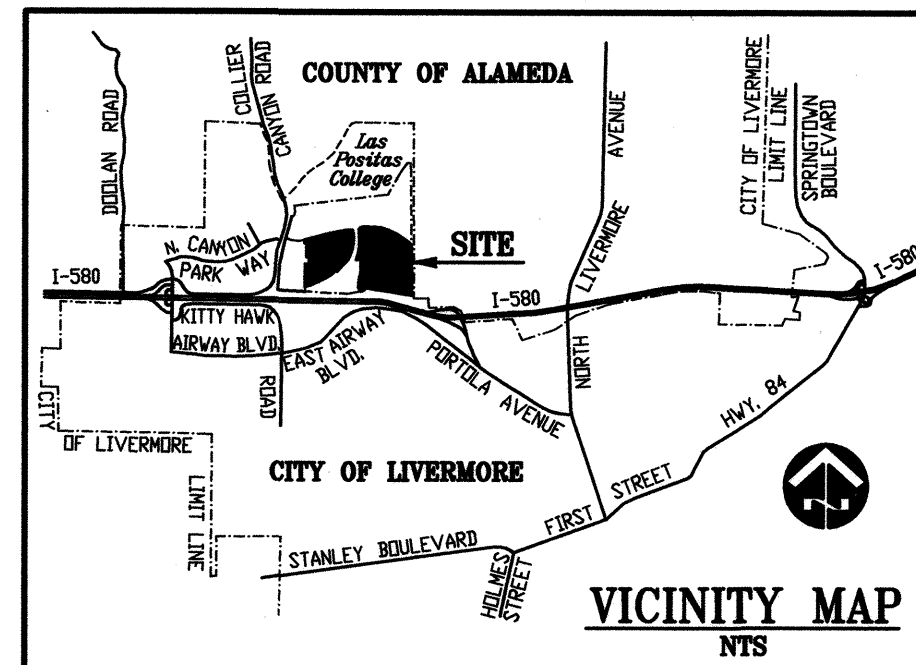 COUNTY OF ALAMEDA
DOOLAN ROAD
COLLIER
CANYON ROAD
Las
Positas
College
AVENUE
LIVERMORE
NORTH
CITY OF LIVERMORE
LIMIT LINE
SPRINGTOWN
BOULEVARD
N. CANYON
PARK WAY
SITE
I-580
I-580
I-580
KITTY HAWK
ROAD
AIRWAY BLVD.
EAST AIRWAY
BLVD.
PORTOLA AVENUE
HWY. 84
CITY
OF LIVERMORE
LIMIT LINE
CITY OF LIVERMORE
FIRST STREET
STANLEY BOULEVARD
HOLMES
STREET
N
VICINITY MAP
NTS